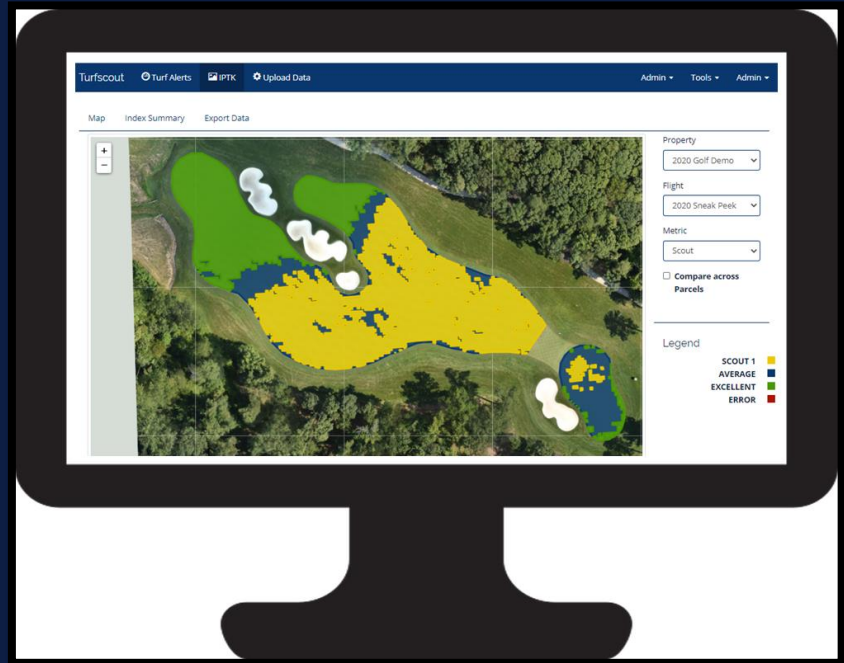 Turfscout Turf Alerts IPTK Upload Data Admin Tools Admin
Map Index Summary Export Data
+
−
Property
2020 Golf Demo
Flight
2020 Sneak Peek
Metric
Scout
Compare across
Parcels
Legend
SCOUT 1
AVERAGE
EXCELLENT
ERROR